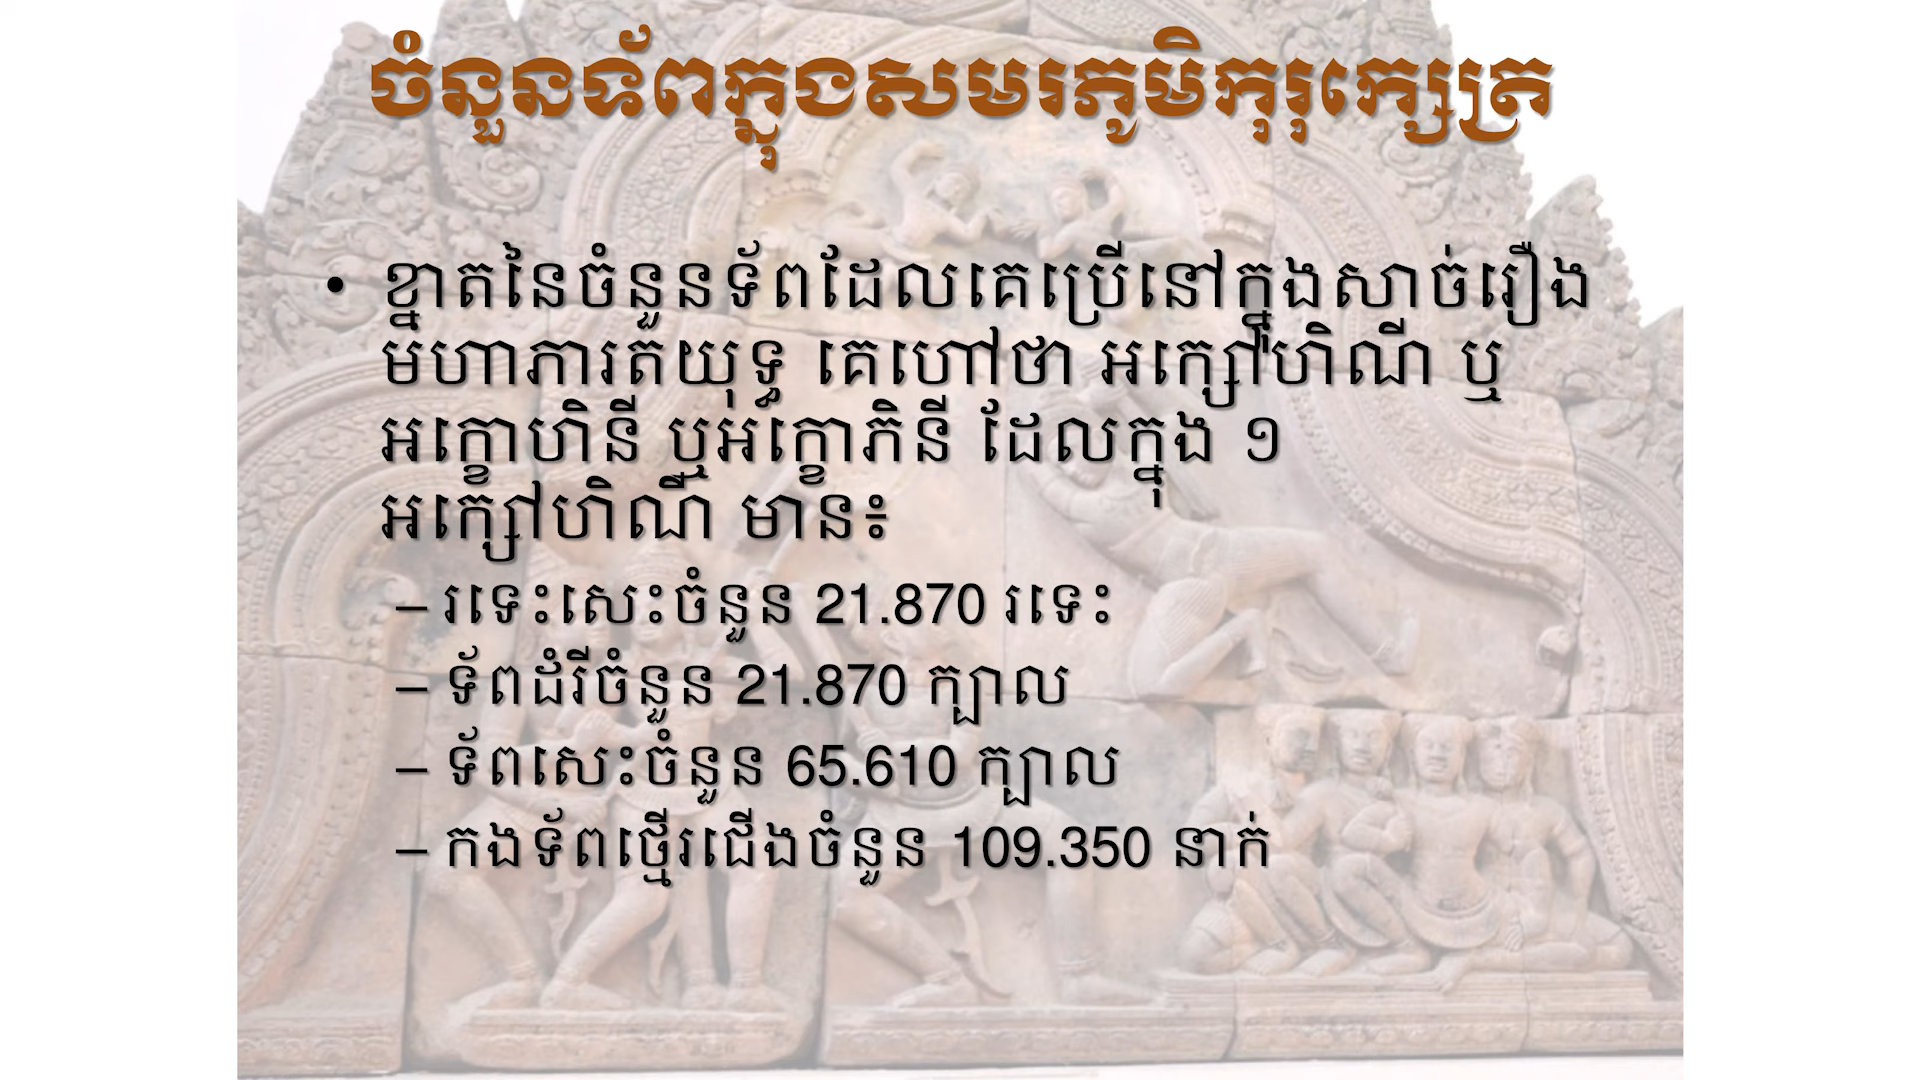 ចំនួនទ័ពក្នុងសមរភូមិកុរុក្សេត្រ
• ខ្នាតនៃចំនួនទ័ពដែលគេប្រើនៅក្នុងសាច់រឿង
មហាភារតយុទ្ធ គេហៅថា អក្សៅហិណី ឬ
អក្ខោហិនី ឬអក្ខោភិនី ដែលក្នុង ១
អក្សៅហិណី មាន៖
– រទេះសេះចំនួន 21.870 រទេះ
– ទ័ពដំរីចំនួន 21.870 ក្បាល
– ទ័ពសេះចំនួន 65.610 ក្បាល
– កងទ័ពថ្មើរជើងចំនួន 109.350 នាក់